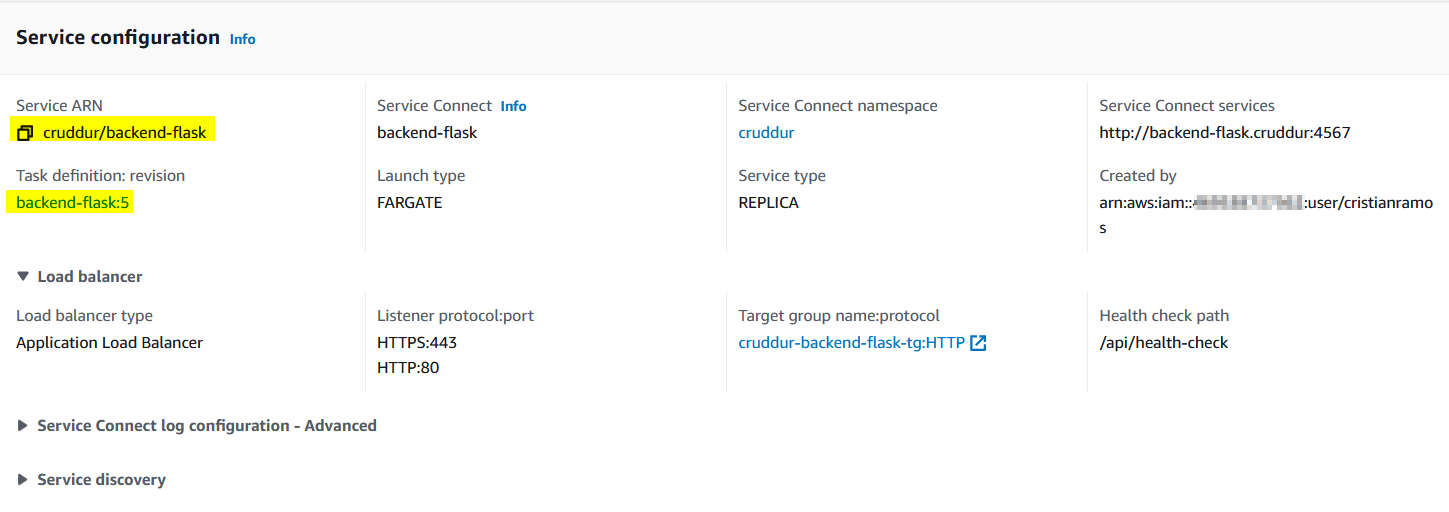 Service configuration Info
Service ARN
cruddur/backend-flask
Service Connect Info
backend-flask
Service Connect namespace
cruddur
Service Connect services
http://backend-flask.cruddur:4567
Task definition: revision
backend-flask:5
Launch type
FARGATE
Service type
REPLICA
Created by
arn:aws:iam:: :user/cristianramo
s
Load balancer
Load balancer type
Application Load Balancer
Listener protocol:port
HTTPS:443
HTTP:80
Target group name:protocol
cruddur-backend-flask-tg:HTTP
Health check path
/api/health-check
Service Connect log configuration - Advanced
Service discovery